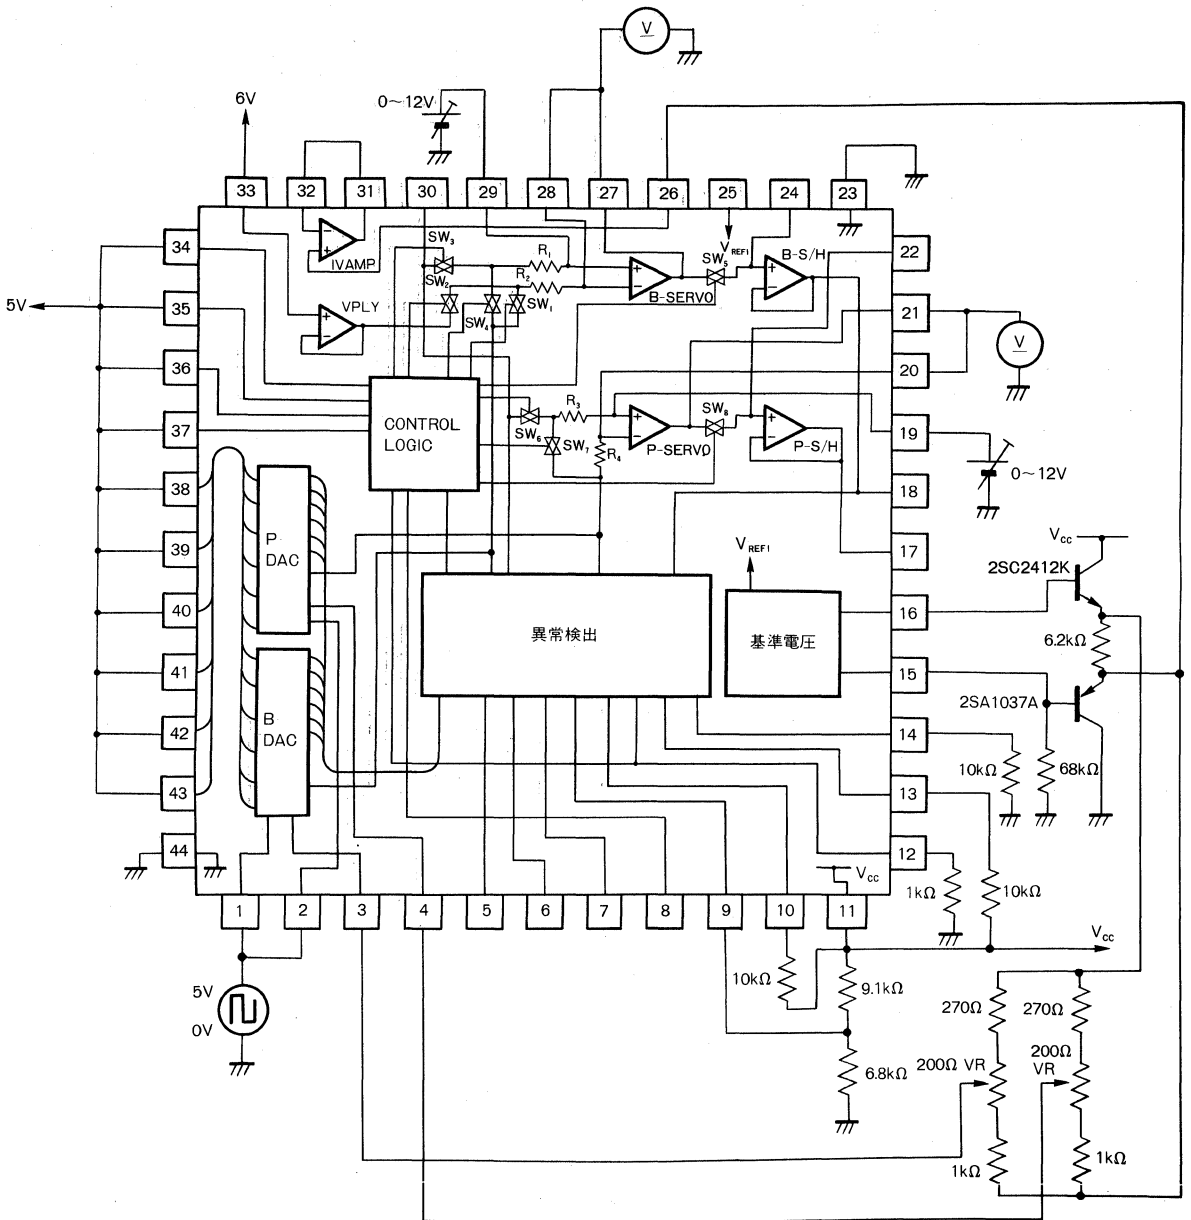 V
6V
0〜12V
33
32
31
30
29
28
27
26
25
24
23
34
35
36
37
38
39
40
41
42
43
44
5V
IVAMP
VPLY
SW3
SW2
SW4
SW1
R1
R2
B-SERVO
VREF1
SW5
B-S/H
CONTROL
LOGIC
SW6
SW7
R3
R4
P-SERVO
SW8
P-S/H
22
21
20
19
18
17
16
15
14
13
12
V
0〜12V
P
DAC
B
DAC
異常検出
VREF1
基準電圧
Vcc
2SC2412K
6.2kΩ
2SA1037A
10kΩ
68kΩ
Vcc
1kΩ
10kΩ
1
2
3
4
5
6
7
8
9
10
11
Vcc
5V
0V
10kΩ
9.1kΩ
6.8kΩ
270Ω
270Ω
200Ω VR
200Ω
VR
1kΩ
1kΩ